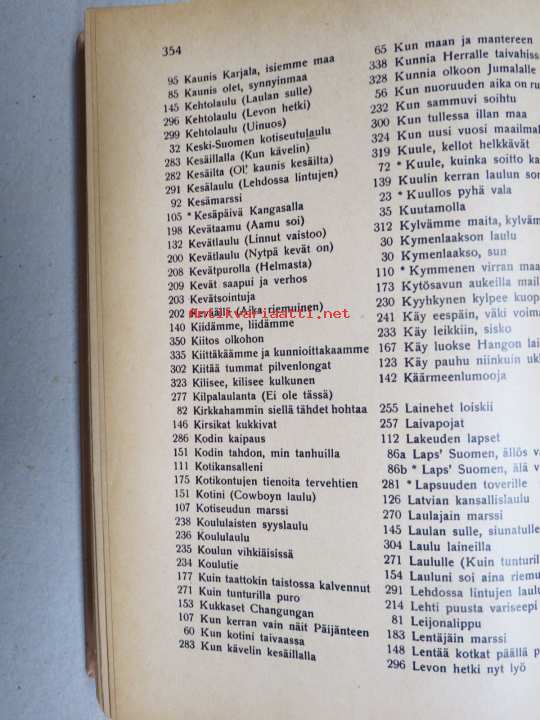 354
95 Kaunis Karjala, isiemme maa
85 Kaunis olet, synnyinmaa
145 Kehtolaulu (Laulan sulle)
296 Kehtolaulu (Levon hetki)
299 Kehtolaulu (Uinuos)
32 Keski-Suomen kotiseutulaulu
283 Kesäillalla (Kun kävelin)
282 Kesäilta (Ol' kaunis kesäilta)
291 Kesälaulu (Lehdossa lintujen)
92 Kesämarssi
105 * Kesäpäivä Kangasalla
198 Kevätaamu (Aamu soi)
132 Kevätlaulu (Linnut vaistoo)
200 Kevätlaulu (Nytpä kevät on)
208 Kevätpurolla (Helmasta)
209 Kevät saapui ja verhos
203 Kevätsointuja
202 (Aika riemuinen)
140 Kiidämme, liidämme
350 Kiitos olkohon
335 Kiittäkäämme ja kunnioittakaamme
302 Kiitää tummat pilvenlongat
323 Kilisee, kilisee kulkunen
277 Kilpalaulanta (Ei ole tässä)
82 Kirkkahammin siellä tähdet hohtaa
146 Kirsikat kukkivat
286 Kodin kaipaus
151 Kodin tahdon, min tanhuilla
111 Kotikansalleni
175 Kotikontujen tienoita tervehtien
151 Kotini (Cowboyn laulu)
107 Kotiseudun marssi
238 Koululaisten syyslaulu
236 Koululaulu
235 Koulun vihkiäisissä
234 Koulutie
177 Kuin taattokin taistossa kalvennut
271 Kuin tunturilla puro
153 Kukkaset Changungan
107 Kun kerran vain näit Päijänteen
60 Kun kotini taivaassa
283 Kun kävelin kesäillalla
65 Kun maan ja mantereen
338 Kunnia Herralle taivahiss
328 Kunnia olkoon Jumalalle
56 Kun nuoruuden aika on ru
232 Kun sammuvi soihtu
300 Kun tullessa illan maa
324 Kun uusi vuosi maailmal
319 Kuule, kellot helkkävät
72 * Kuule, kuinka soitto ka
139 Kuulin kerran laulun sor
23 * Kuullos pyhä vala
35 Kuutamolla
312 Kylvämme maita, kylväm
30 Kymenlaakson laulu
30 Kymenlaakso, sun
110 * Kymmenen virran maa
173 Kytösavun aukeilla mail
230 Kyyhkynen kylpee kuop
241 Käy eespäin, väki voima
233 Käy leikkiin, sisko
167 Käy luokse Hangon lai
123 Käy pauhu niinkuin uk
142 Käärmeenlumooja
255 Lainehet loiskii
257 Laivapojat
112 Lakeuden lapset
86a Laps' Suomen, ällös va
86b * Laps' Suomen, älä v
281 * Lapsuuden toverille
126 Latvian kansallislaulu
270 Laulajain marssi
145 Laulan sulle, siunatulle
304 Laulu laineilla
271 Laululle (Kuin tunturil
154 Lauluni soi aina riemu
291 Lehdossa lintujen laulu
214 Lehti puusta variseepi
81 Leijonalippu
183 Lentäjäin marssi
148 Lentää kotkat päällä p
296 Levon hetki nyt lyö
Antikvariaatti.net